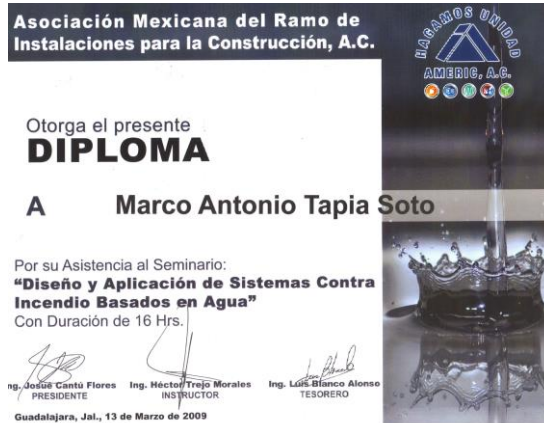 Asociación Mexicana del Ramo de
Instalaciones para la Construcción, A.C.
HAGAMOS UNIDAD
AMERIC, A.C.
Otorga el presente
DIPLOMA
A Marco Antonio Tapia Soto
Por su Asistencia al Seminario:
“Diseño y Aplicación de Sistemas Contra
Incendio Basados en Agua”
Con Duración de 16 Hrs.
ng. Josué Cantú Flores Ing. Héctor Trejo Morales Ing. Luis Blanco Alonso
PRESIDENTE INSTRUCTOR TESORERO
Guadalajara, Jal., 13 de Marzo de 2009